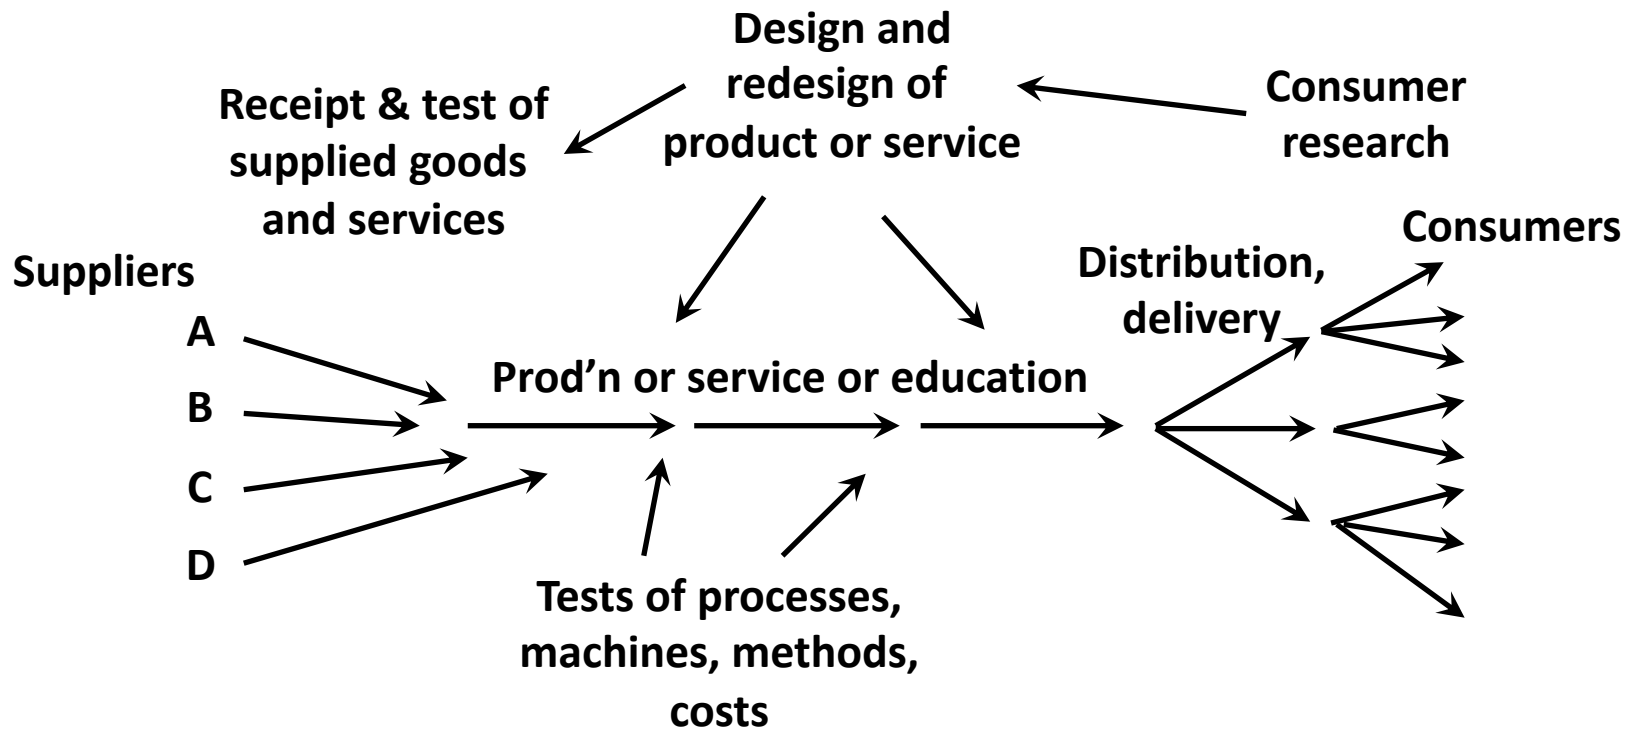 Design and
redesign of
product or service
Receipt & test of
supplied goods
and services
Consumer
research
Consumers
Suppliers
Distribution,
delivery
A
B
C
D
Prod’n or service or education
Tests of processes,
machines, methods,
costs